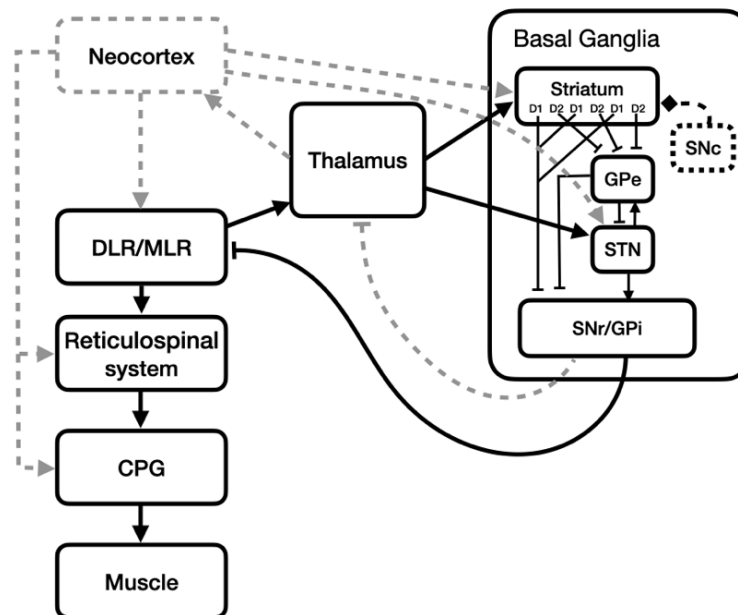 Basal Ganglia
Neocortex
Striatum
D1 D2 D1 D2 D1 D2
SNc
Thalamus
GPe
DLR/MLR
STN
SNr/GPi
Reticulospinal
system
CPG
Muscle